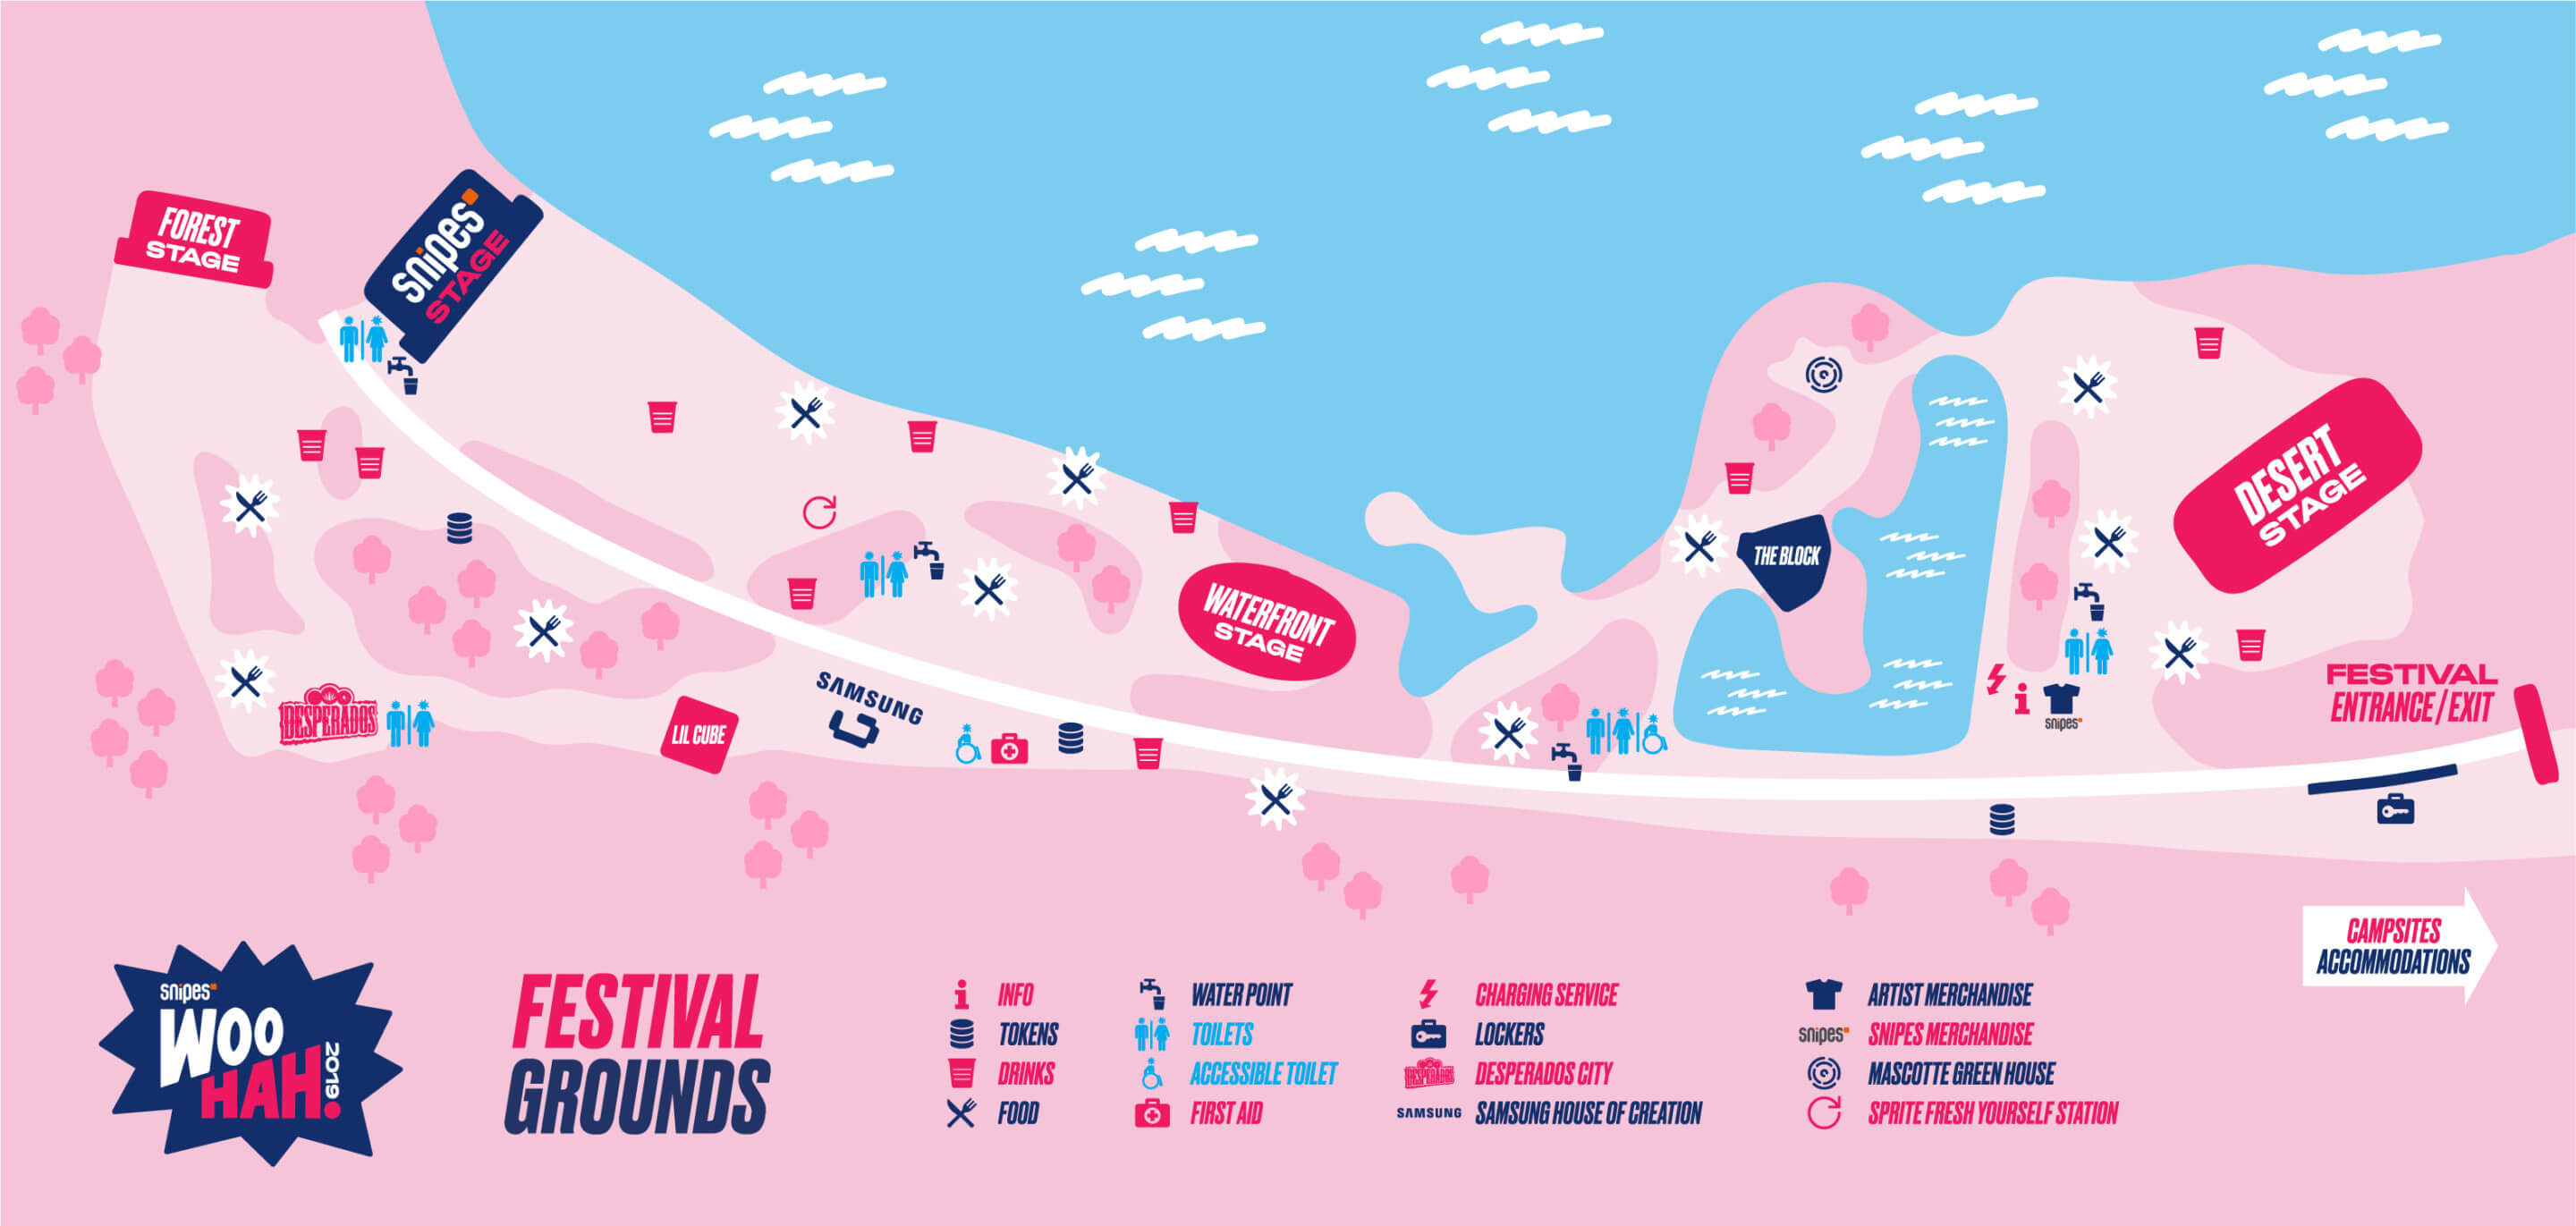 FOREST
STAGE
snipes
STAGE
THE BLOCK
DESERT
STAGE
WATERFRONT
STAGE
DESPERADOS
LIL CUBE
SAMSUNG
snipes
FESTIVAL
ENTRANCE/EXIT
CAMPSITES
ACCOMMODATIONS
snipes
WOO
HAH!
2019
FESTIVAL
GROUNDS
INFO
TOKENS
DRINKS
FOOD
WATER POINT
TOILETS
ACCESSIBLE TOILET
FIRST AID
CHARGING SERVICE
LOCKERS
DESPERADOS
DESPERADOS CITY
SAMSUNG
SAMSUNG HOUSE OF CREATION
ARTIST MERCHANDISE
snipes
SNIPES MERCHANDISE
MASCOTTE GREEN HOUSE
SPRITE FRESH YOURSELF STATION